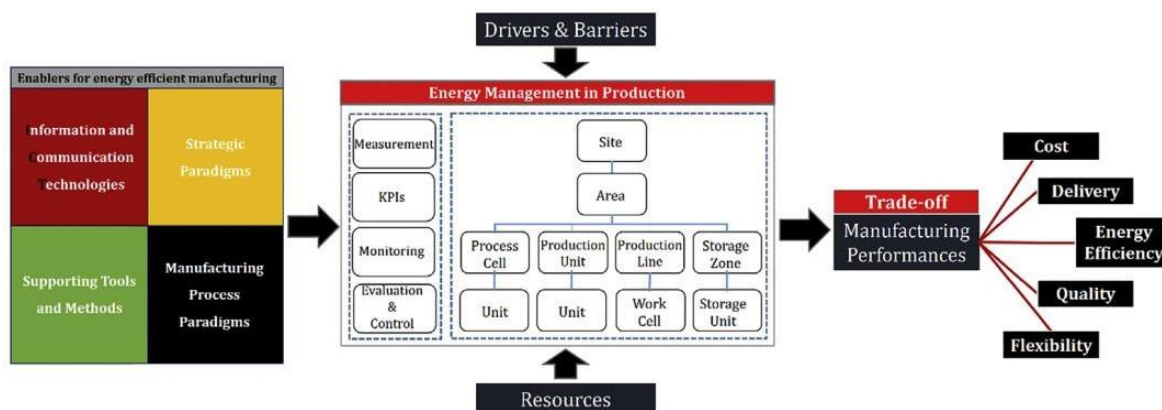 Drivers & Barriers
Enablers for energy efficient manufacturing
Information and
Communication
Technologies
Strategic
Paradigms
Supporting Tools
and Methods
Manufacturing
Process
Paradigms
Energy Management in Production
Measurement
KPIs
Monitoring
Evaluation
&
Control
Site
Area
Process
Cell
Production
Unit
Production
Line
Storage
Zone
Unit
Unit
Work
Cell
Storage
Unit
Resources
Trade-off
Manufacturing
Performances
Cost
Delivery
Energy
Efficiency
Quality
Flexibility